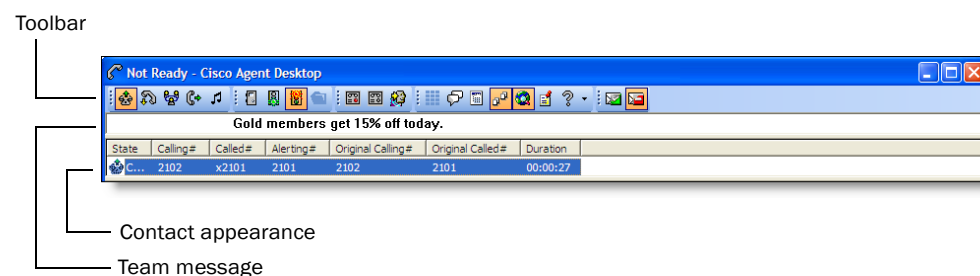 Toolbar
Not Ready - Cisco Agent Desktop
Gold members get 15% off today.
State Calling# Called# Alerting# Original Calling# Original Called# Duration
C... 2102 x2101 2101 2102 2101 00:00:27
Contact appearance
Team message